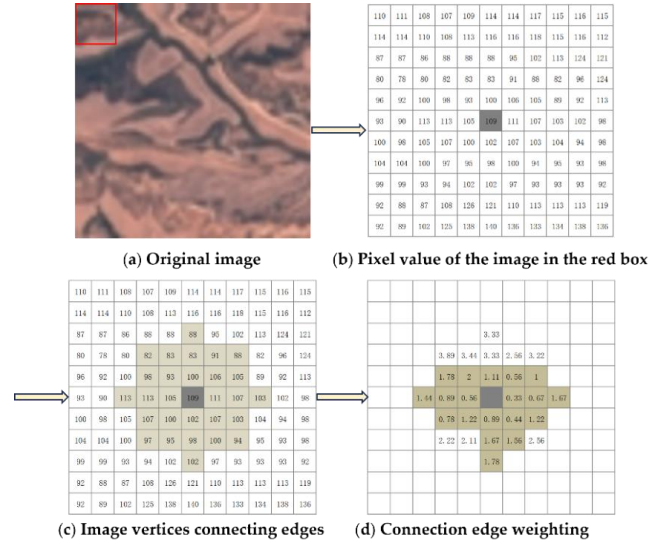 110 111 108 107 109 114 114 117 115 116 115
114 114 110 108 113 116 116 118 115 116 112
87 87 86 88 88 88 95 102 113 124 121
80 78 80 82 83 83 91 88 82 96 124
96 92 100 98 93 100 106 105 89 92 113
93 90 113 113 105 109 111 107 103 102 98
100 98 105 107 100 102 107 103 104 94 98
104 104 100 97 95 98 100 94 95 93 98
99 99 93 94 102 102 97 93 93 93 92
92 88 87 108 126 121 110 113 113 113 119
92 89 102 125 138 140 136 133 134 138 136
(a) Original image
(b) Pixel value of the image in the red box
110 111 108 107 109 114 114 117 115 116 115
114 114 110 108 113 116 116 118 115 116 112
87 87 86 88 88 88 95 102 113 124 121
80 78 80 82 83 83 91 88 82 96 124
96 92 100 98 93 100 106 105 89 92 113
93 90 113 113 105 109 111 107 103 102 98
100 98 105 107 100 102 107 103 104 94 98
104 104 100 97 95 98 100 94 95 93 98
99 99 93 94 102 102 97 93 93 93 92
92 88 87 108 126 121 110 113 113 113 119
92 89 102 125 138 140 136 133 134 138 136
3.33
3.89 3.44 3.33 2.56 3.22
1.78 2 1.11 0.56 1
1.44 0.89 0.56 0.33 0.67 1.67
0.78 1.22 0.89 0.44 1.22
2.22 2.11 1.67 1.56 2.56
1.78
(c) Image vertices connecting edges
(d) Connection edge weighting